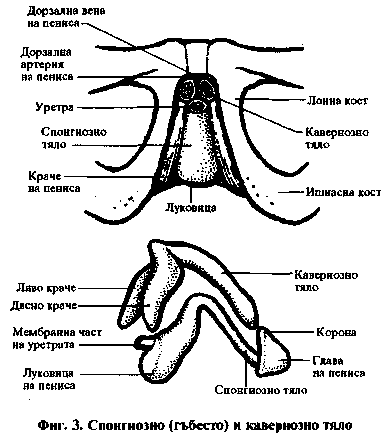 Дорзална вена
на пениса
Дорзална
артерия
на пениса
Уретра
Спонгиозно
тяло
Краче
на пениса
Лонна кост
Кавернозно
тяло
Ишиасна кост
Луковица
Ляво краче
Дясно краче
Мембранна част
на уретрата
Луковица
на пениса
Кавернозно
тяло
Корона
Глава
на пениса
Спонгиозно тяло
Фиг. 3. Спонгиозно (гъбесто) и кавернозно тяло